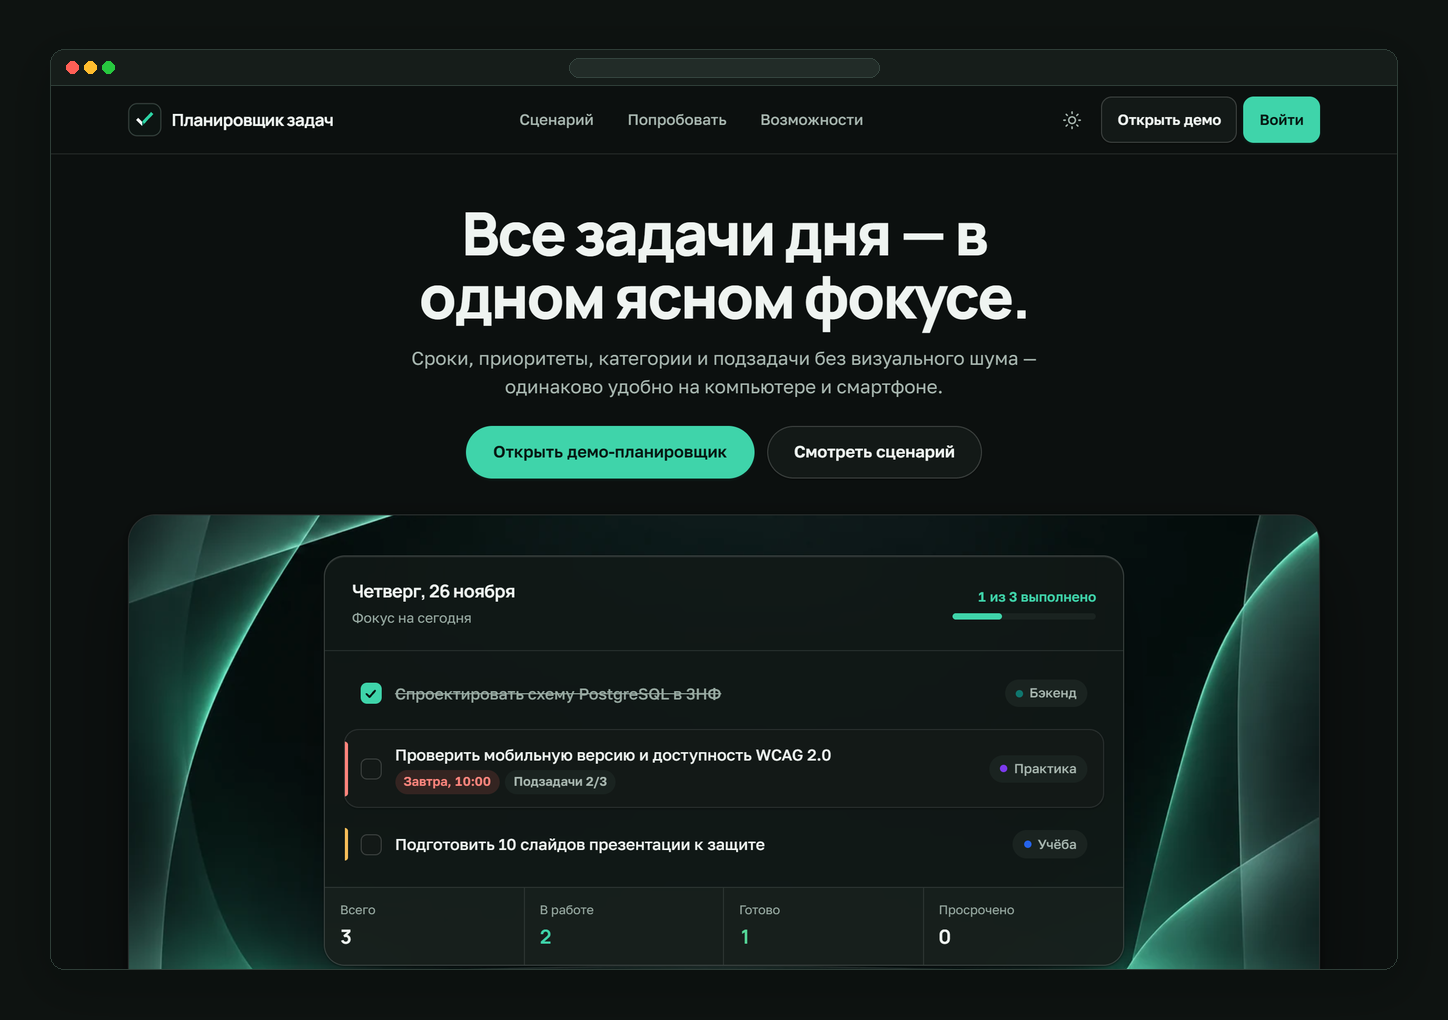 Планировщик задач
Сценарий
Попробовать
Возможности
Открыть демо
Войти
Все задачи дня — в
одном ясном фокусе.
Сроки, приоритеты, категории и подзадачи без визуального шума —
одинаково удобно на компьютере и смартфоне.
Открыть демо-планировщик
Смотреть сценарий
Четверг, 26 ноября
Фокус на сегодня
1 из 3 выполнено
Спроектировать схему PostgreSQL в 3НФ
Бэкенд
Проверить мобильную версию и доступность WCAG 2.0
Завтра, 10:00
Подзадачи 2/3
Практика
Подготовить 10 слайдов презентации к защите
Учёба
Всего
3
В работе
2
Готово
1
Просрочено
0